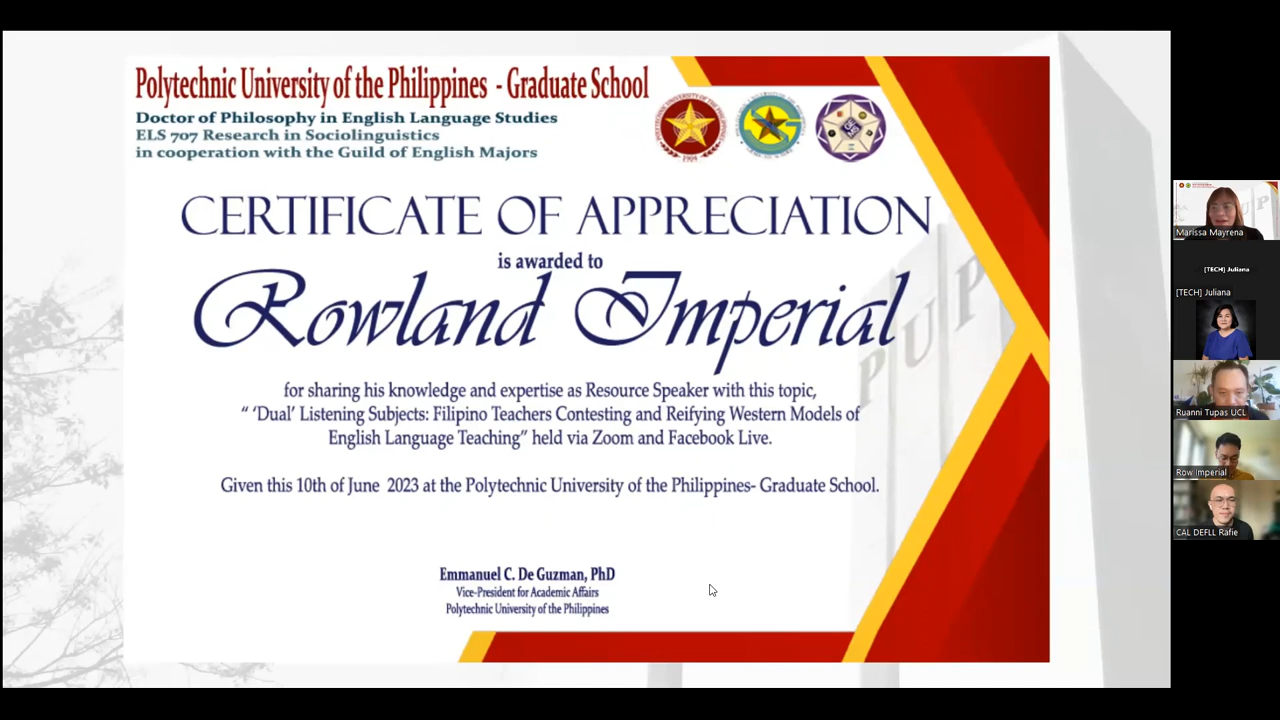 Polytechnic University of the Philippines - Graduate School
Doctor of Philosophy in English Language Studies
ELS 707 Research in Sociolinguistics
in cooperation with the Guild of English Majors
CERTIFICATE OF APPRECIATION
is awarded to
Rowland Imperial
for sharing his knowledge and expertise as Resource Speaker with this topic,
“ ‘Dual’ Listening Subjects: Filipino Teachers Contesting and Reifying Western Models of
English Language Teaching” held via Zoom and Facebook Live.
Given this 10th of June 2023 at the Polytechnic University of the Philippines- Graduate School.
Emmanuel C. De Guzman, PhD
Vice-President for Academic Affairs
Polytechnic University of the Philippines
PUP
1904
Marissa Mayrena
[TECH] Juliana
[TECH] Juliana
Ruanni Tupas UCL
Row Imperial
CAL DEFLL Rafie